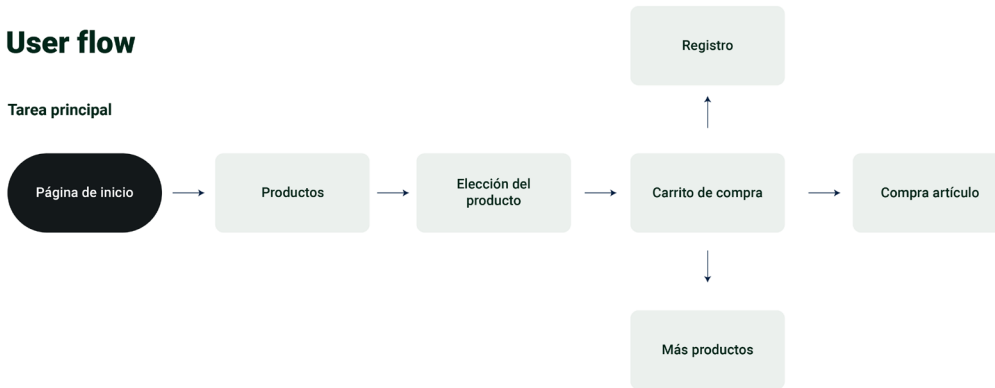 User flow
Registro
Tarea principal
Página de inicio
Productos
Elección del
producto
Carrito de compra
Compra artículo
Más productos